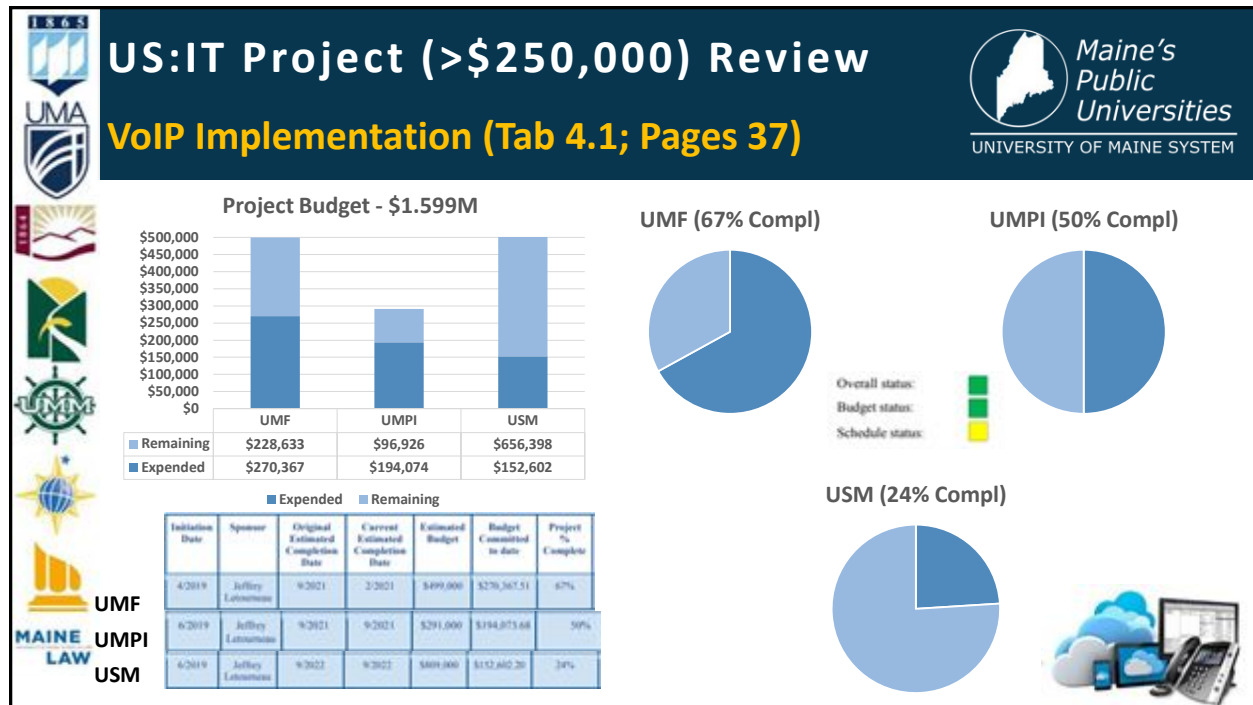 1865
US:IT Project (>$250,000) Review
VoIP Implementation (Tab 4.1; Pages 37)
Maine's
Public
Universities
UNIVERSITY OF MAINE SYSTEM
UMA
1864
UMM
MAINE
LAW
Project Budget - $1.599M
$500,000
$450,000
$400,000
$350,000
$300,000
$250,000
$200,000
$150,000
$100,000
$50,000
$0
UMF UMPI USM
Remaining $228,633 $96,926 $656,398
Expended $270,367 $194,074 $152,602
Expended Remaining
Initiation Date Sponsor Original Estimated Completion Date Current Estimated Completion Date Estimated Budget Budget Committed to date Project % Complete
UMF 4/2019 Jeffrey Letourneau 9/2021 2/2021 $499,000 $270,367.51 67%
UMPI 6/2019 Jeffrey Letourneau 9/2021 9/2021 $291,000 $194,073.68 50%
USM 6/2019 Jeffrey Letourneau 9/2022 9/2022 $809,000 $152,602.20 24%
UMF (67% Compl)
UMPI (50% Compl)
Overall status:
Budget status:
Schedule status:
USM (24% Compl)